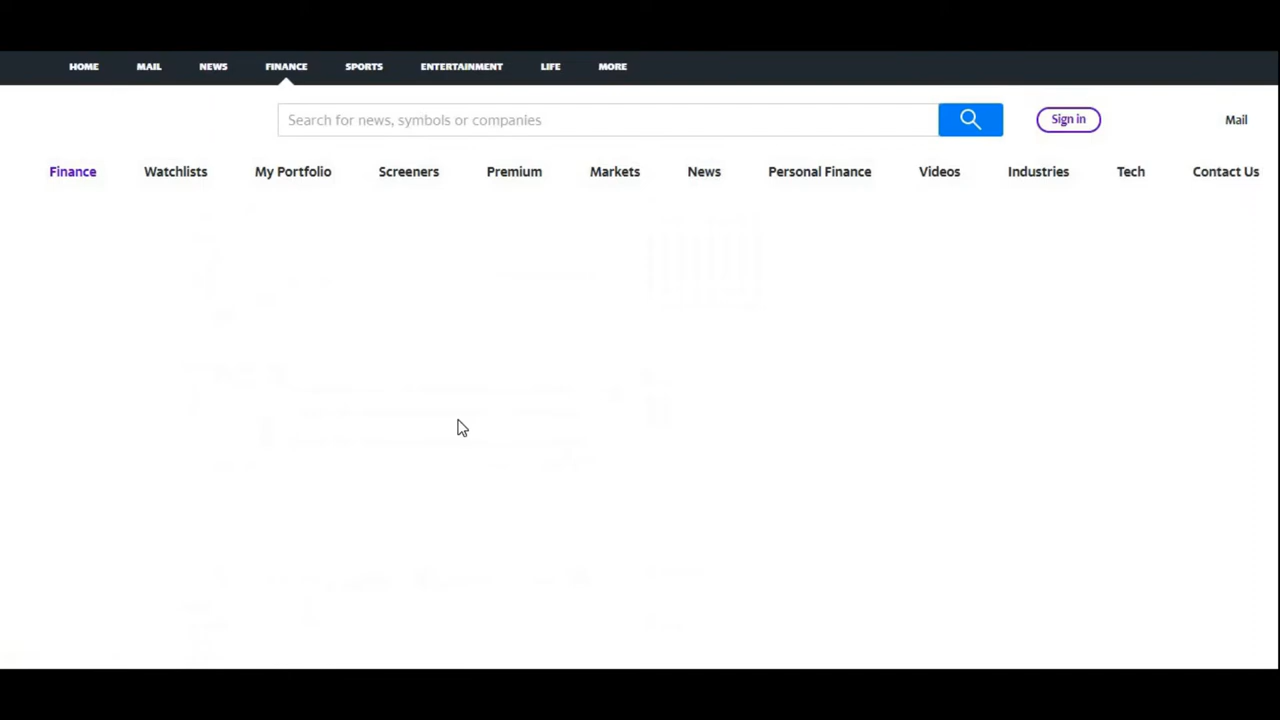 HOME MAIL NEWS FINANCE SPORTS ENTERTAINMENT LIFE MORE
Search for news, symbols or companies Sign in Mail
Finance Watchlists My Portfolio Screeners Premium Markets News Personal Finance Videos Industries Tech Contact Us